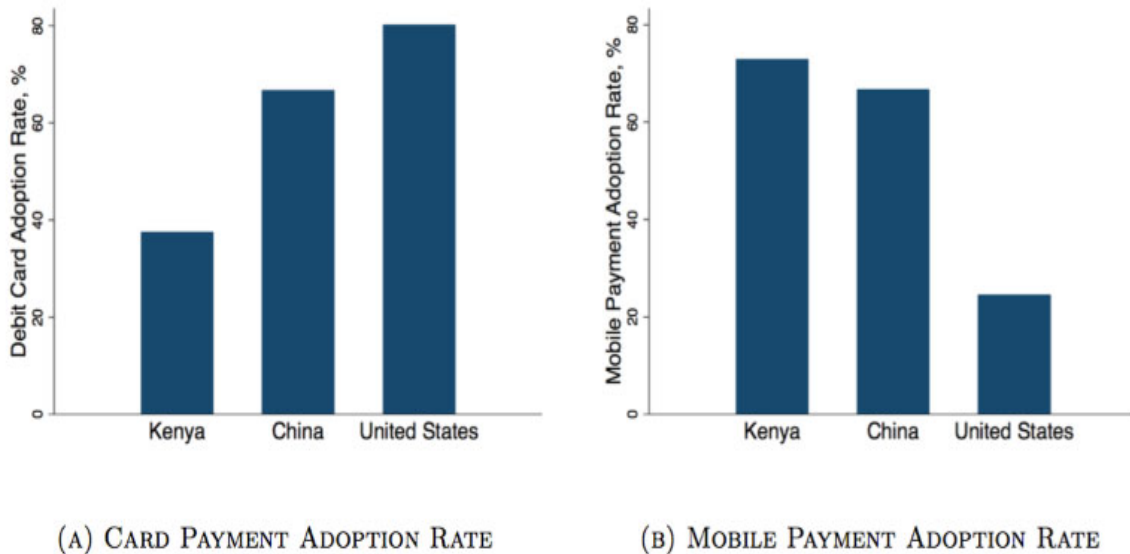 Debit Card Adoption Rate, %
80
60
40
20
0
Kenya China United States
(A) CARD PAYMENT ADOPTION RATE
Mobile Payment Adoption Rate, %
80
60
40
20
0
Kenya China United States
(B) MOBILE PAYMENT ADOPTION RATE